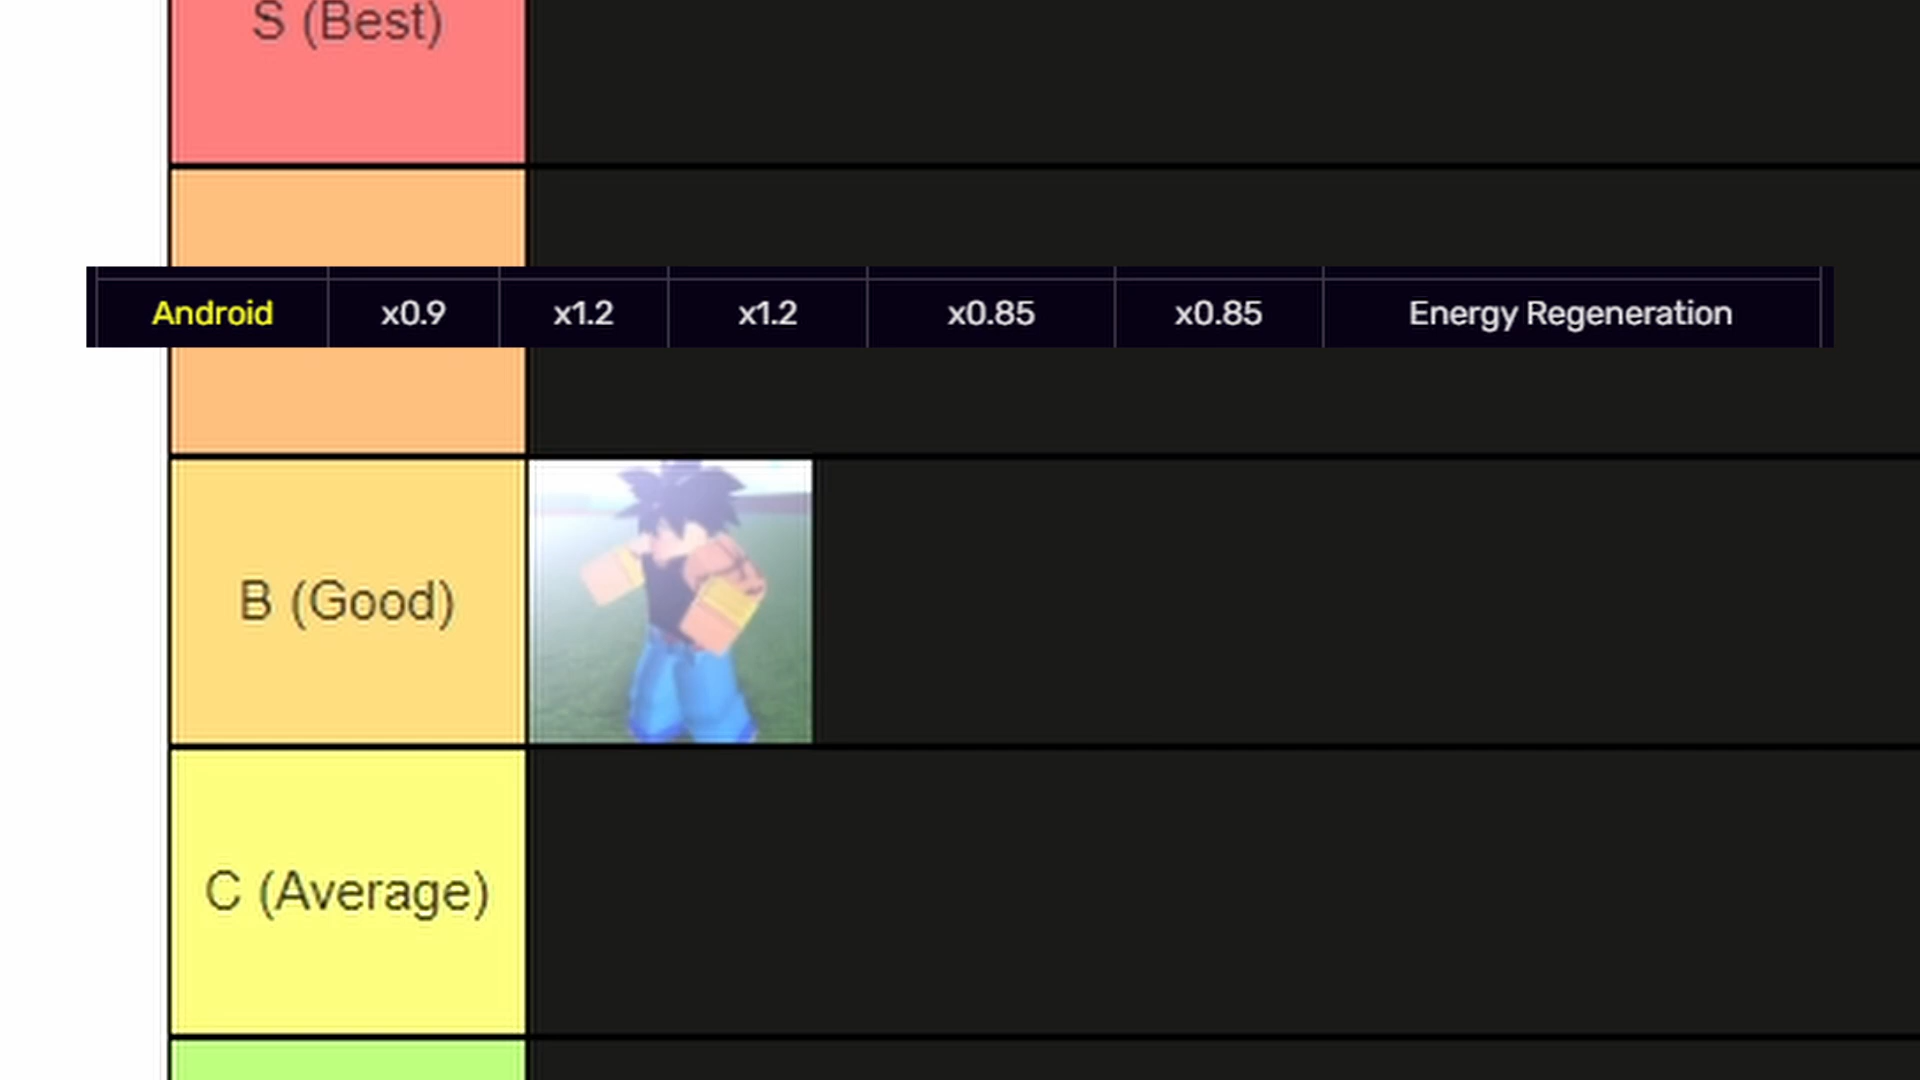 S (Best)
Android x0.9 x1.2 x1.2 x0.85 x0.85 Energy Regeneration
B (Good)
C (Average)